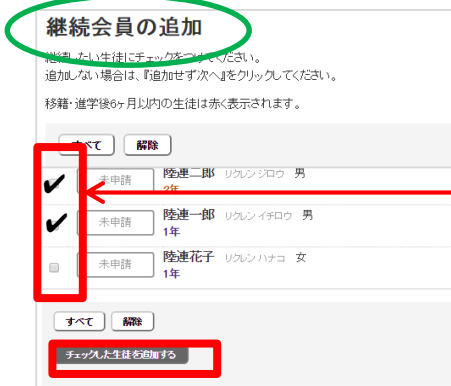 継続会員の追加
継続したい生徒にチェックをつけてください。
追加しない場合は、『追加せず次へ』をクリックしてください。
移籍・進学後6ヶ月以内の生徒は赤く表示されます。
すべて 解除
未申請 陸連二郎 リクレン ジロウ 男
2年
未申請 陸連一郎 リクレン イチロウ 男
1年
未申請 陸連花子 リクレン ハナコ 女
1年
すべて 解除
チェックした生徒を追加する